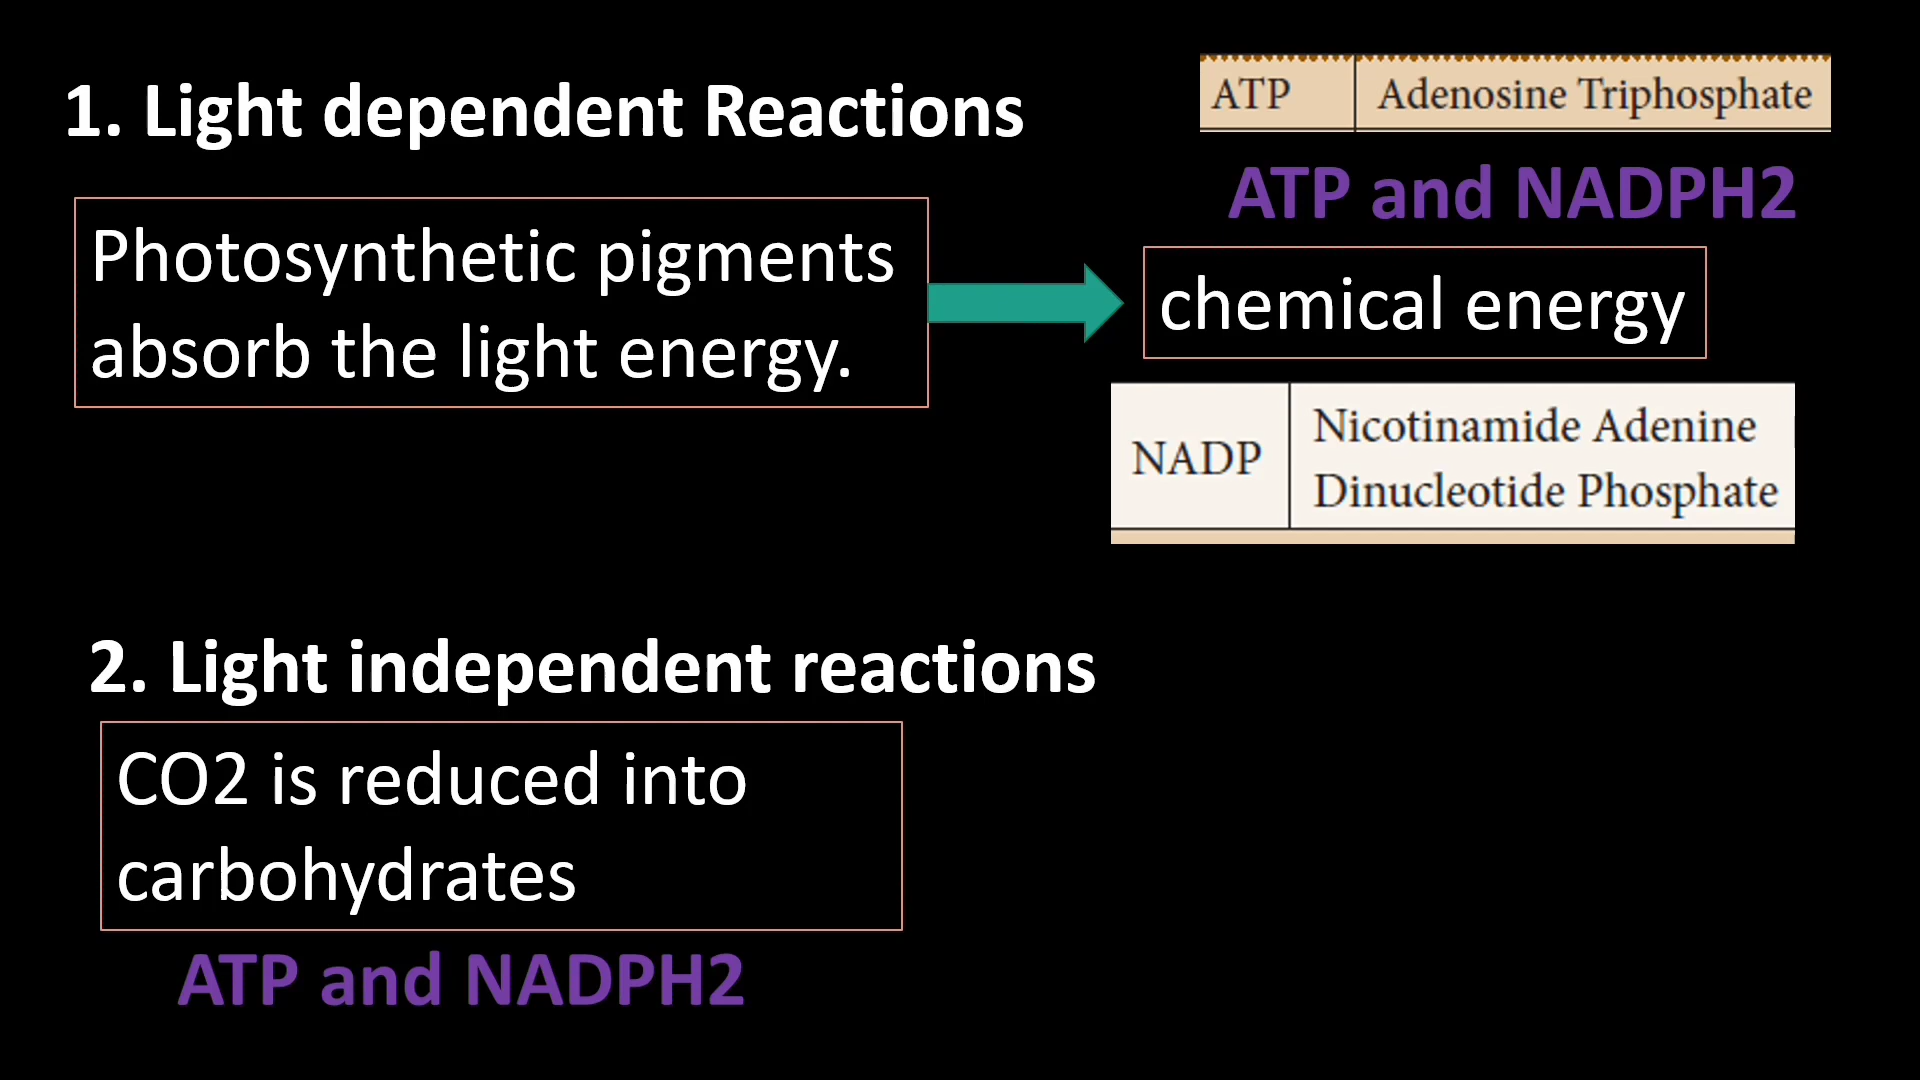 1. Light dependent Reactions
Photosynthetic pigments
absorb the light energy.
ATP Adenosine Triphosphate
ATP and NADPH2
chemical energy
NADP Nicotinamide Adenine
Dinucleotide Phosphate
2. Light independent reactions
CO2 is reduced into
carbohydrates
ATP and NADPH2